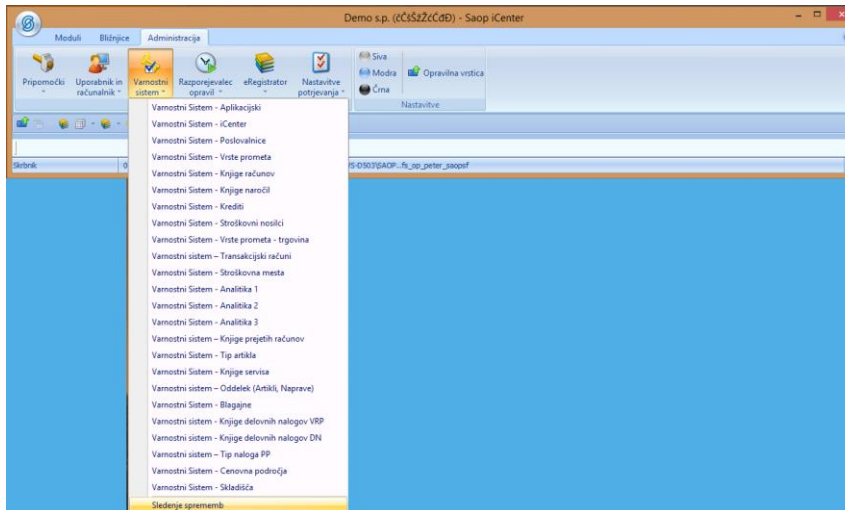 Demo s.p. (čČšŠžŽćĆđĐ) - Saop iCenter
Moduli Bližnjice Administracija
Pripomočki Uporabnik in računalnik Varnostni sistem Razporejevalec opravil eRegistrator Nastavitve potrjevanja
Siva
Modra Opravilna vrstica
Črna
Nastavitve
Varnostni Sistem - Aplikacijski
Varnostni Sistem - iCenter
Varnostni Sistem - Poslovalnice
Varnostni Sistem - Vrste prometa
Varnostni Sistem - Knjige računov
Varnostni Sistem - Knjige naročil
Varnostni Sistem - Krediti
Varnostni Sistem - Stroškovni nosilci
Varnostni Sistem - Vrste prometa - trgovina
Varnostni sistem – Transakcijski računi
Varnostni Sistem - Stroškovna mesta
Varnostni Sistem - Analitika 1
Varnostni Sistem - Analitika 2
Varnostni Sistem - Analitika 3
Varnostni sistem – Knjige prejetih računov
Varnostni Sistem - Tip artikla
Varnostni Sistem - Knjige servisa
Varnostni sistem – Oddelek (Artikli, Naprave)
Varnostni Sistem - Blagajne
Varnostni sistem - Knjige delovnih nalogov VRP
Varnostni sistem - Knjige delovnih nalogov DN
Varnostni sistem – Tip naloga PP
Varnostni Sistem - Cenovna področja
Varnostni Sistem - Skladišča
Sledenje sprememb
Skrbnik 0
S-D503\SAOP...fs_op_peter_saopsf